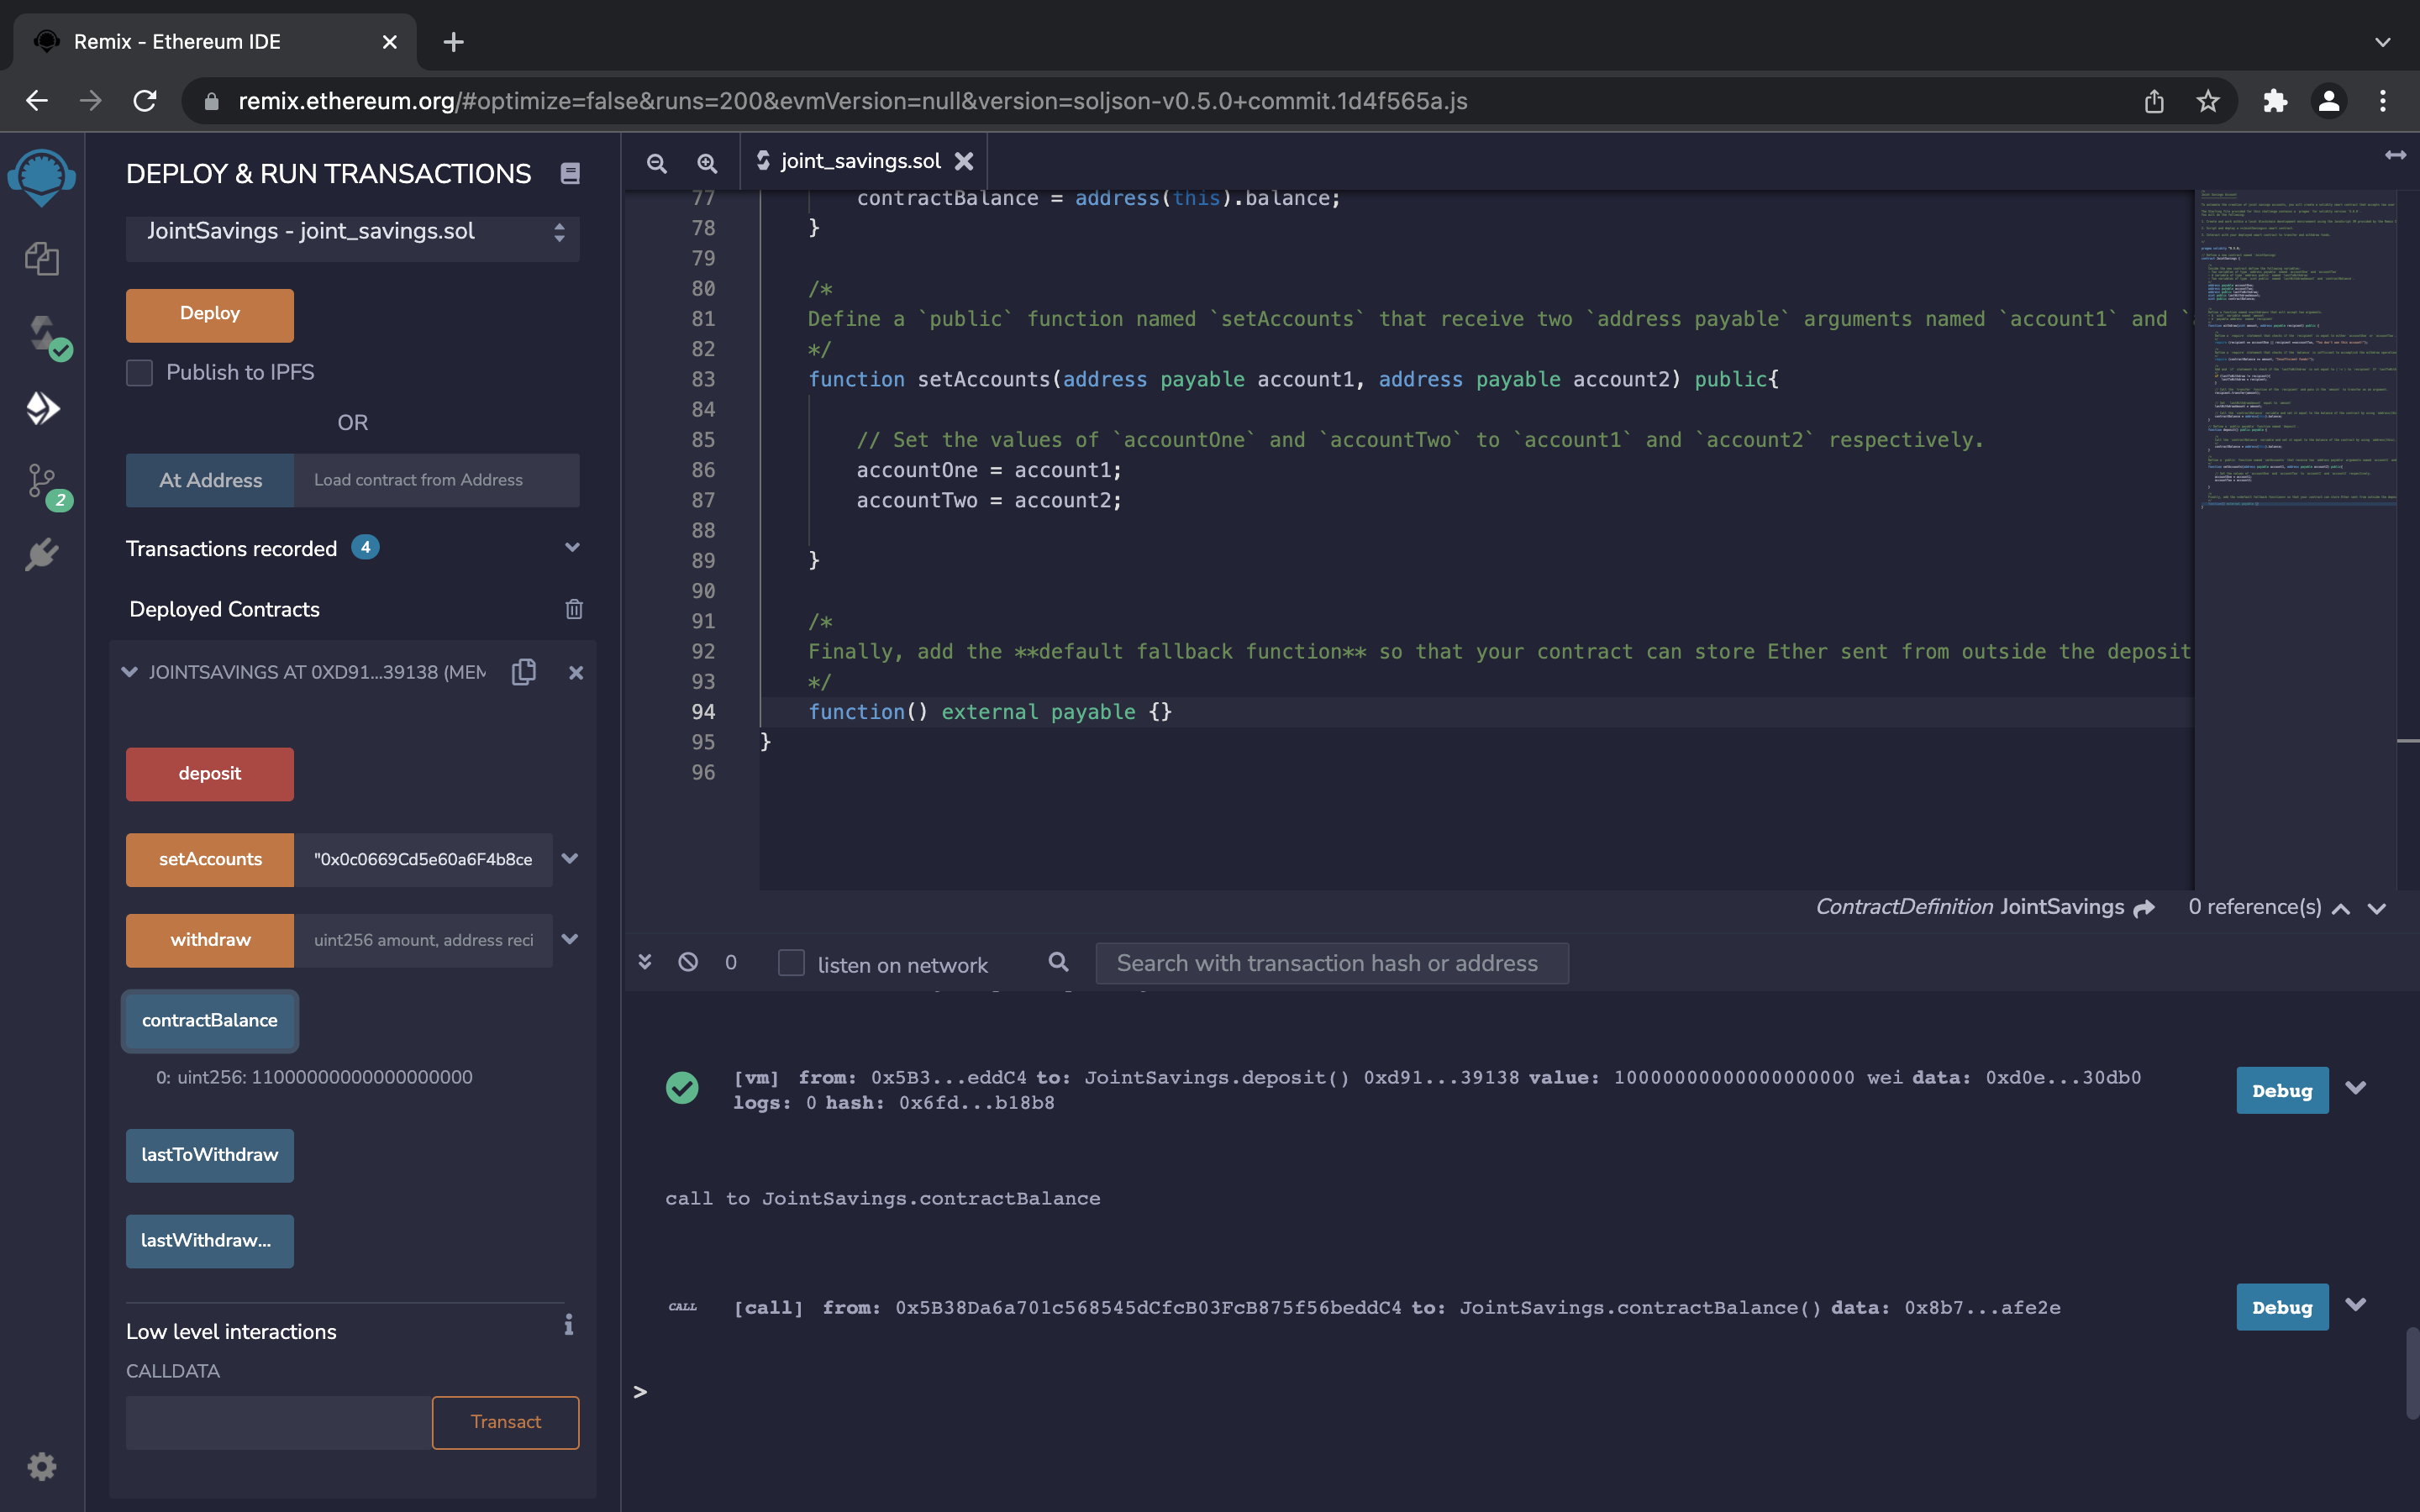 Remix - Ethereum IDE
remix.ethereum.org/#optimize=false&runs=200&evmVersion=null&version=soljson-v0.5.0+commit.1d4f565a.js
DEPLOY & RUN TRANSACTIONS
JointSavings - joint_savings.sol
Deploy
Publish to IPFS
OR
At Address Load contract from Address
Transactions recorded 4
2
Deployed Contracts
JOINTSAVINGS AT 0XD91...39138 (MEM
deposit
setAccounts "0x0c0669Cd5e60a6F4b8ce
withdraw uint256 amount, address reci
contractBalance
0: uint256: 11000000000000000000
lastToWithdraw
lastWithdraw...
Low level interactions
CALLDATA
Transact
joint_savings.sol
77 contractBalance = address(this).balance;
78 }
79
80 /*
81 Define a `public` function named `setAccounts` that receive two `address payable` arguments named `account1` and `
82 */
83 function setAccounts(address payable account1, address payable account2) public{
84
85 // Set the values of `accountOne` and `accountTwo` to `account1` and `account2` respectively.
86 accountOne = account1;
87 accountTwo = account2;
88
89 }
90
91 /*
92 Finally, add the **default fallback function** so that your contract can store Ether sent from outside the deposit
93 */
94 function() external payable {}
95 }
96
ContractDefinition JointSavings 0 reference(s)
0 listen on network Search with transaction hash or address
[vm] from: 0x5B3...eddC4 to: JointSavings.deposit() 0xd91...39138 value: 10000000000000000000 wei data: 0xd0e...30db0
logs: 0 hash: 0x6fd...b18b8
Debug
call to JointSavings.contractBalance
CALL [call] from: 0x5B38Da6a701c568545dCfcB03FcB875f56beddC4 to: JointSavings.contractBalance() data: 0x8b7...afe2e
Debug
>